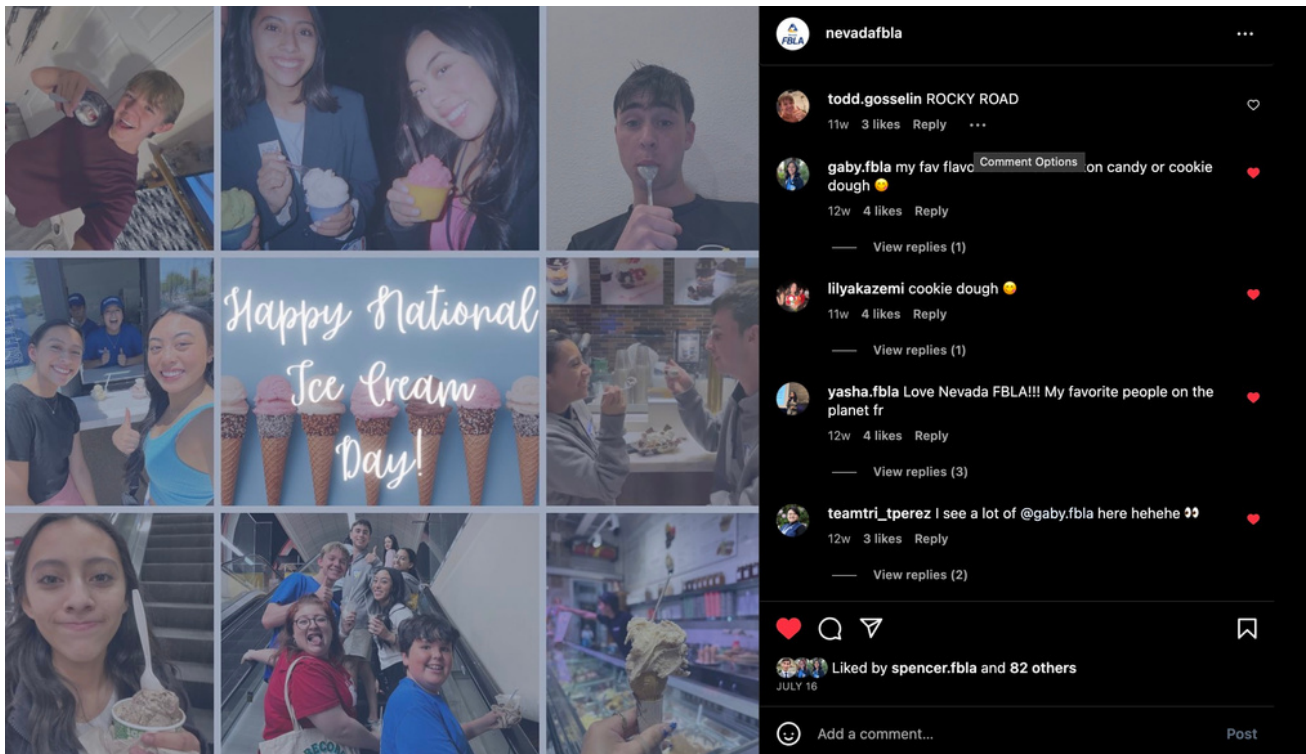 Happy National
Ice Cream
Day!
FBLA
nevadafbla
todd.gosselin ROCKY ROAD
11w 3 likes Reply
Comment Options
gaby.fbla my fav flavo on candy or cookie
dough 😋
12w 4 likes Reply
View replies (1)
lilyakazemi cookie dough 😋
11w 4 likes Reply
View replies (1)
yasha.fbla Love Nevada FBLA!!! My favorite people on the
planet fr
12w 4 likes Reply
View replies (3)
teamtri_tperez I see a lot of @gaby.fbla here hehehe 👀
12w 3 likes Reply
View replies (2)
Liked by spencer.fbla and 82 others
JULY 16
Add a comment...
Post